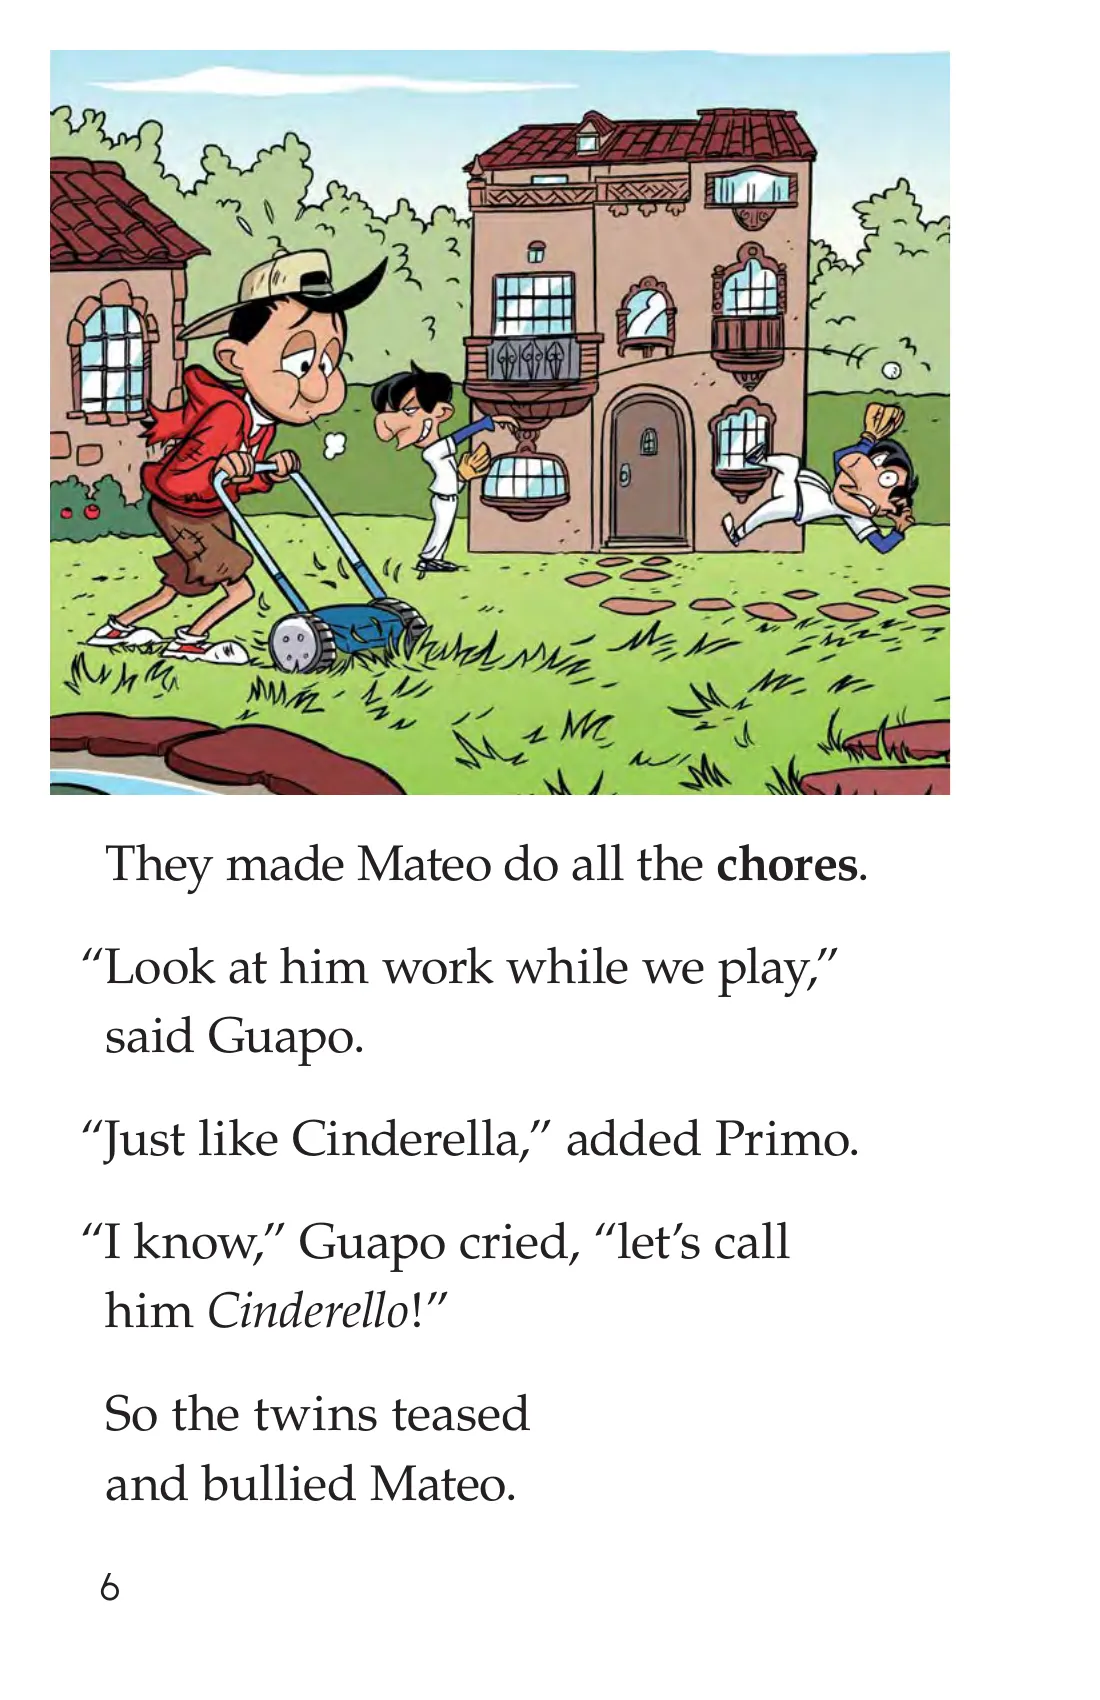 They made Mateo do all the chores.
“Look at him work while we play,”
said Guapo.
“Just like Cinderella,” added Primo.
“I know,” Guapo cried, “let’s call
him Cinderello!”
So the twins teased
and bullied Mateo.
6